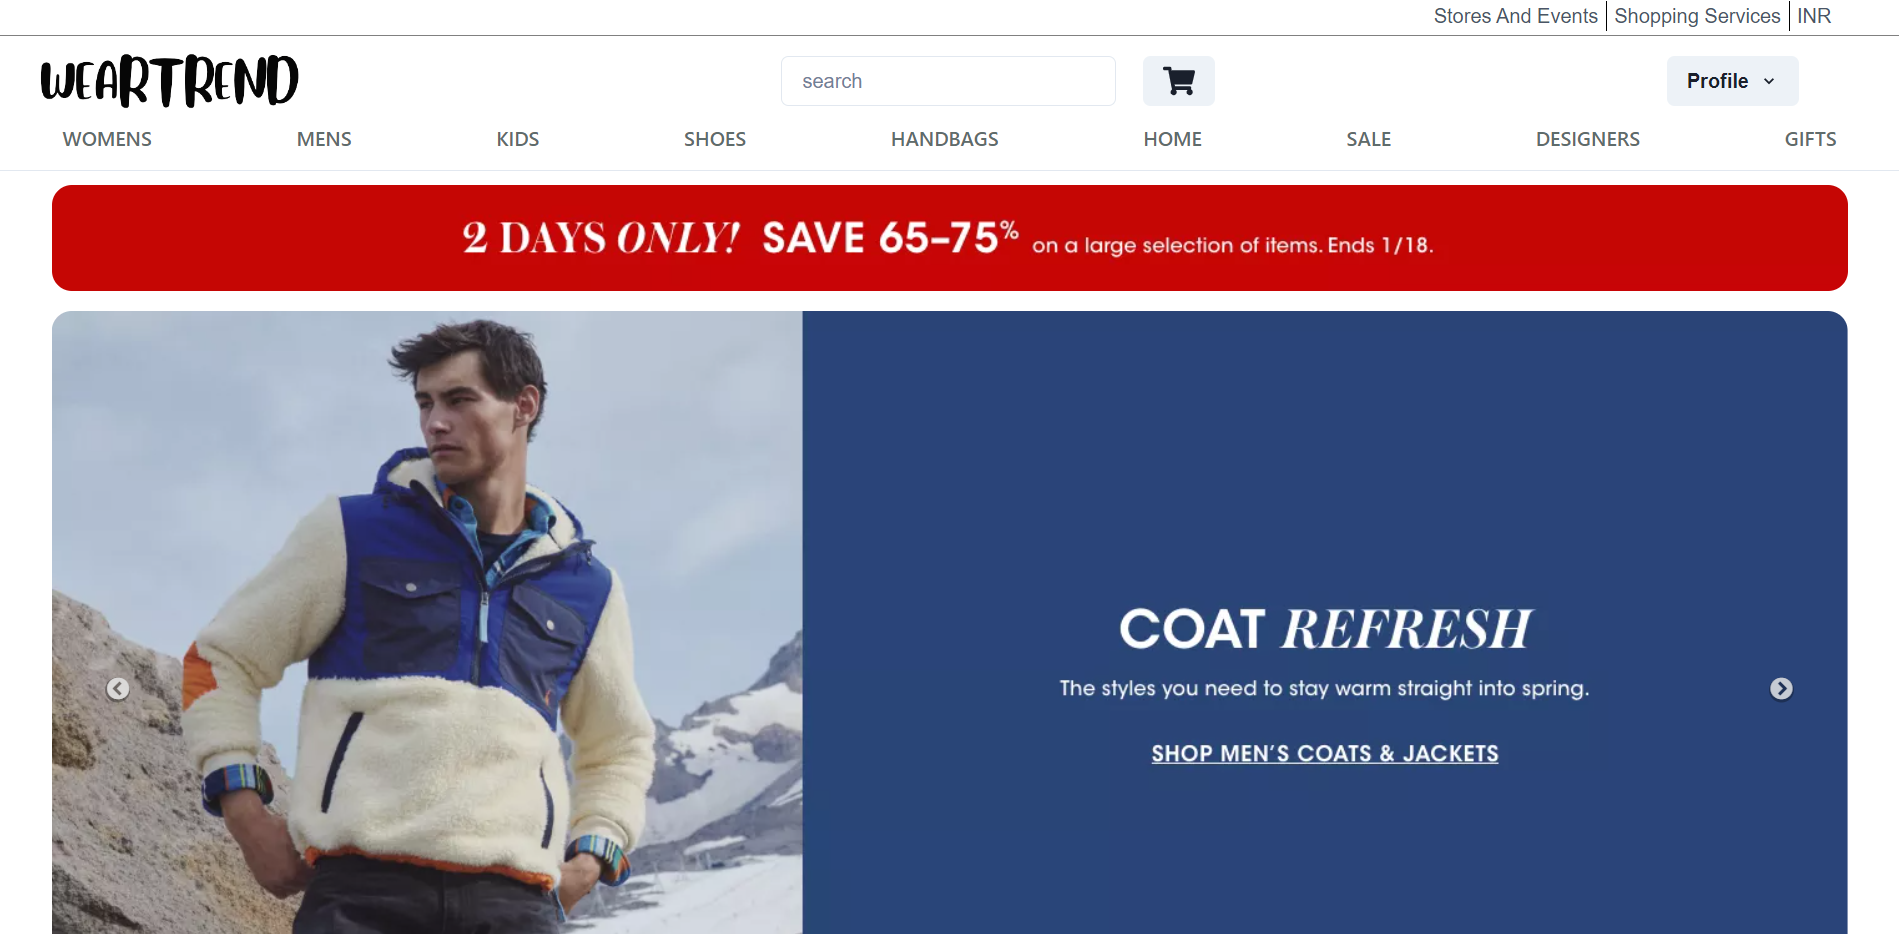 Stores And Events Shopping Services INR
WEARTREND
search
Profile
WOMENS MENS KIDS SHOES HANDBAGS HOME SALE DESIGNERS GIFTS
2 DAYS ONLY! SAVE 65-75% on a large selection of items. Ends 1/18.
COAT REFRESH
The styles you need to stay warm straight into spring.
SHOP MEN'S COATS & JACKETS